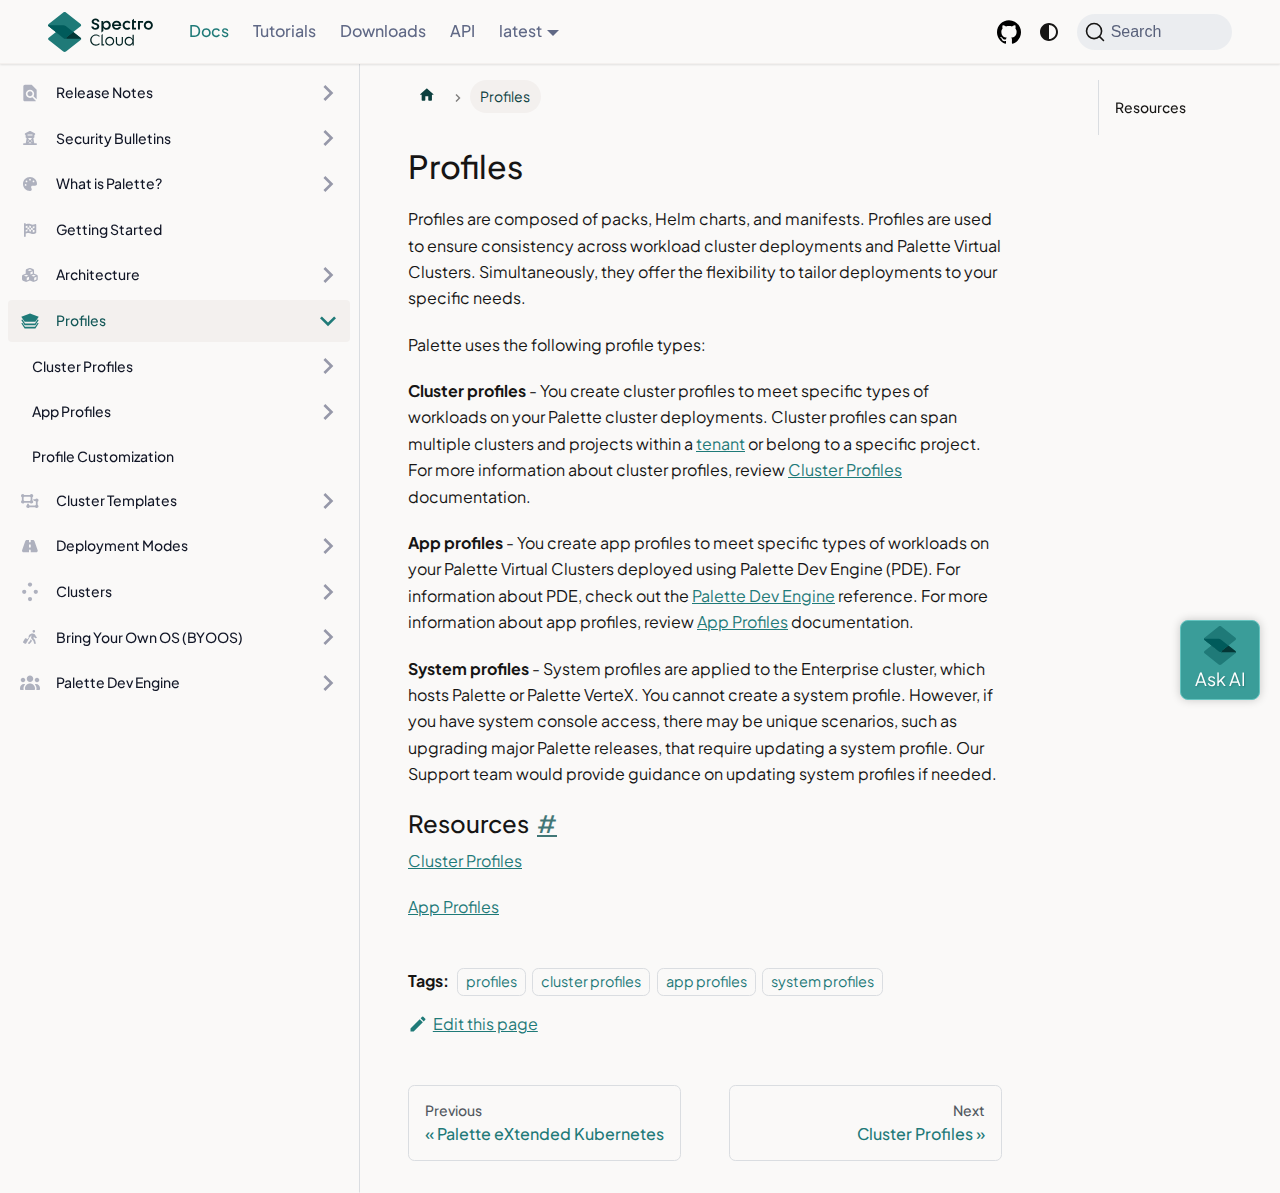 Spectro Cloud
Docs
Tutorials
Downloads
API
latest
Search
Release Notes
Security Bulletins
What is Palette?
Getting Started
Architecture
Profiles
Cluster Profiles
App Profiles
Profile Customization
Cluster Templates
Deployment Modes
Clusters
Bring Your Own OS (BYOOS)
Palette Dev Engine
Profiles
Profiles
Profiles are composed of packs, Helm charts, and manifests. Profiles are used
to ensure consistency across workload cluster deployments and Palette Virtual
Clusters. Simultaneously, they offer the flexibility to tailor deployments to your
specific needs.
Palette uses the following profile types:
Cluster profiles - You create cluster profiles to meet specific types of
workloads on your Palette cluster deployments. Cluster profiles can span
multiple clusters and projects within a tenant or belong to a specific project.
For more information about cluster profiles, review Cluster Profiles
documentation.
App profiles - You create app profiles to meet specific types of workloads on
your Palette Virtual Clusters deployed using Palette Dev Engine (PDE). For
information about PDE, check out the Palette Dev Engine reference. For more
information about app profiles, review App Profiles documentation.
System profiles - System profiles are applied to the Enterprise cluster, which
hosts Palette or Palette VerteX. You cannot create a system profile. However, if
you have system console access, there may be unique scenarios, such as
upgrading major Palette releases, that require updating a system profile. Our
Support team would provide guidance on updating system profiles if needed.
Resources #
Cluster Profiles
App Profiles
Tags: profiles cluster profiles app profiles system profiles
Edit this page
Previous
« Palette eXtended Kubernetes
Next
Cluster Profiles »
Resources
Ask AI